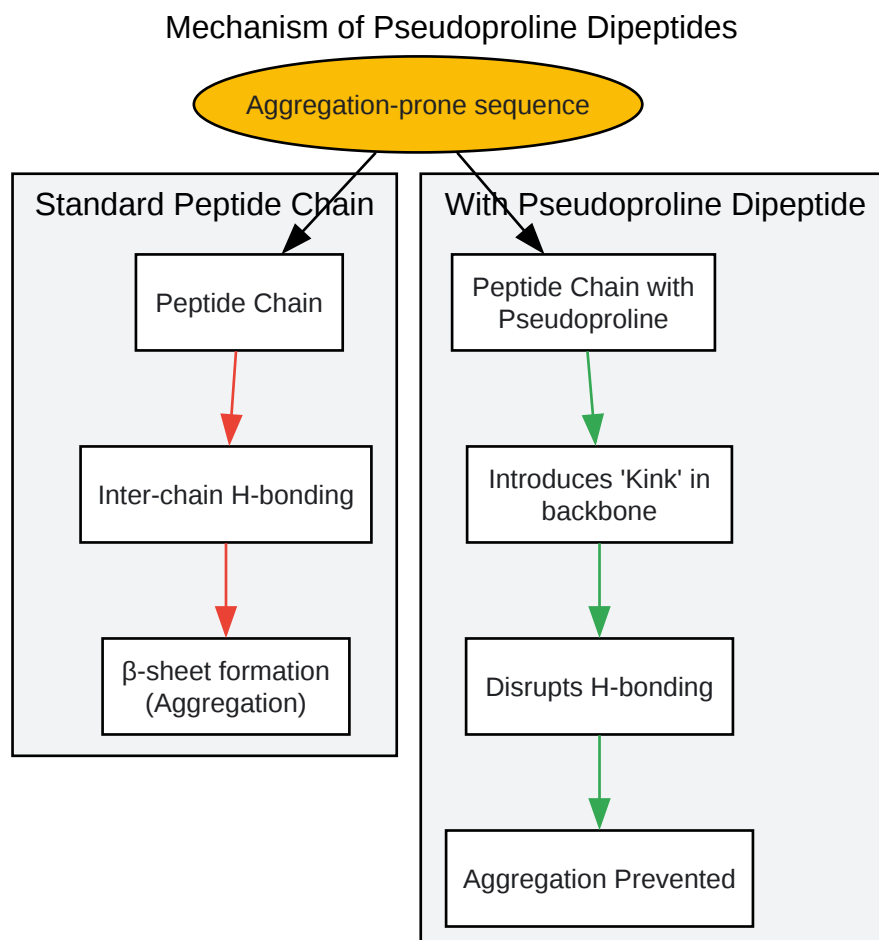 Mechanism of Pseudoproline Dipeptides
Aggregation-prone sequence
Standard Peptide Chain
Peptide Chain
Inter-chain H-bonding
β-sheet formation
(Aggregation)
With Pseudoproline Dipeptide
Peptide Chain with
Pseudoproline
Introduces 'Kink' in
backbone
Disrupts H-bonding
Aggregation Prevented